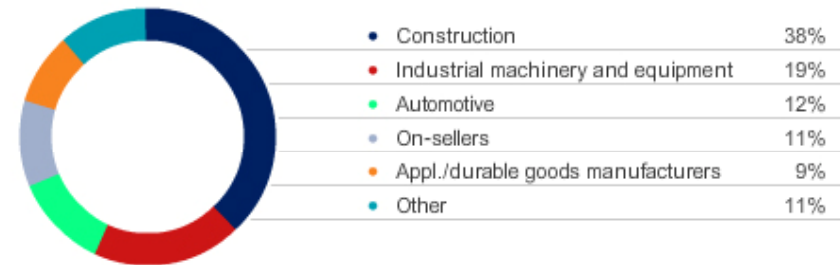 Construction 38%
Industrial machinery and equipment 19%
Automotive 12%
On-sellers 11%
Appl./durable goods manufacturers 9%
Other 11%